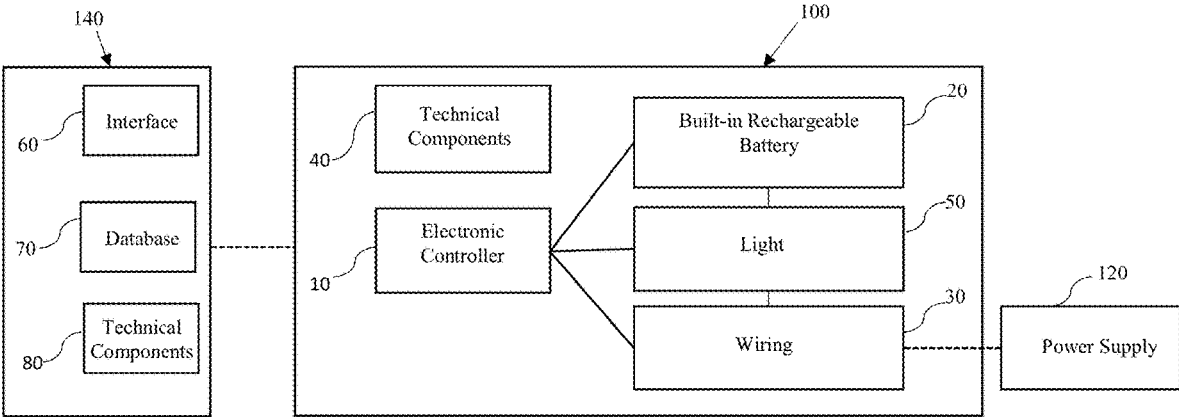 140
100
Interface
60
Database
70
Technical
Components
80
Technical
Components
40
Electronic
Controller
10
Built-in Rechargeable
Battery
20
Light
50
Wiring
30
Power Supply
120